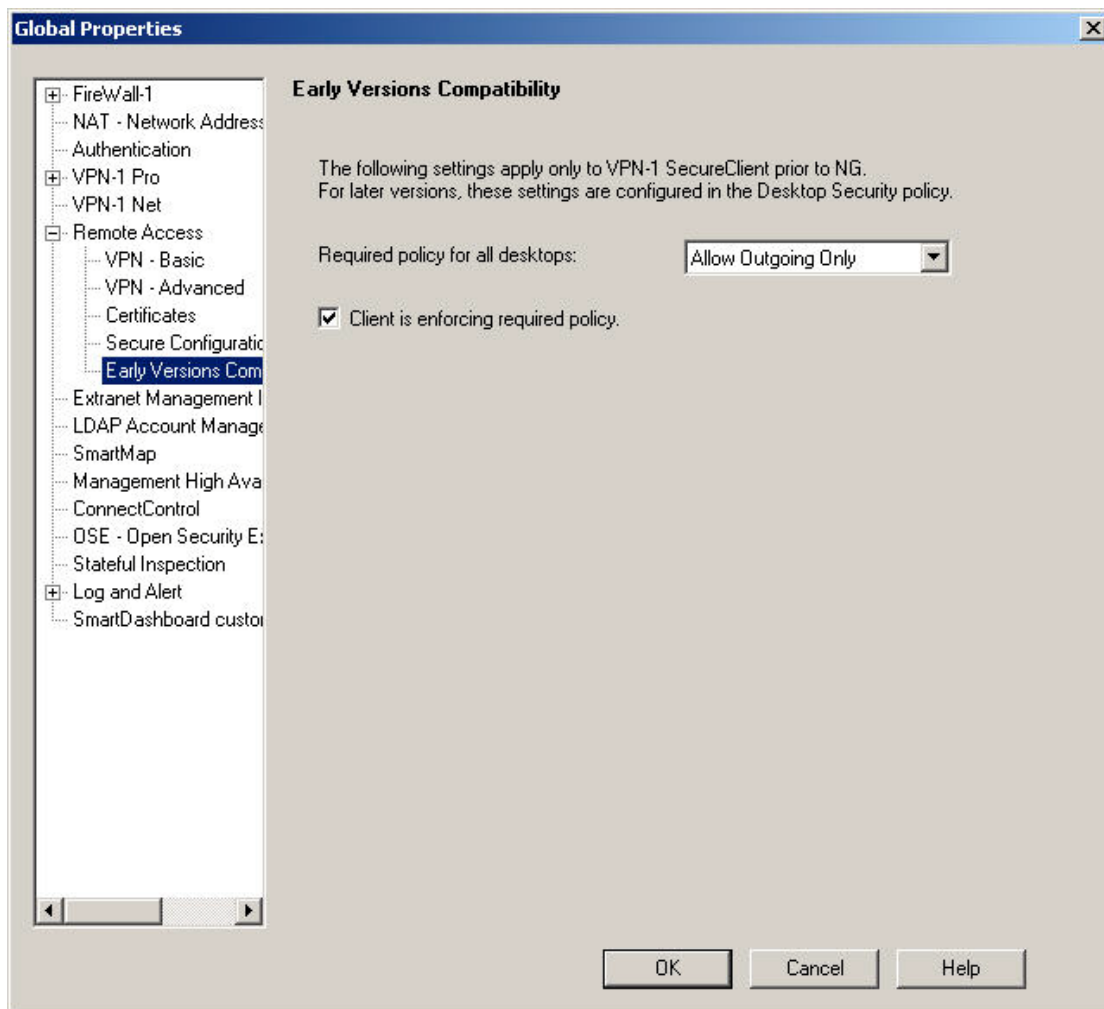 Global Properties
FireWall-1
NAT - Network Address
Authentication
VPN-1 Pro
VPN-1 Net
Remote Access
VPN - Basic
VPN - Advanced
Certificates
Secure Configuratic
Early Versions Com
Extranet Management I
LDAP Account Manage
SmartMap
Management High Ava
ConnectControl
OSE - Open Security E
Stateful Inspection
Log and Alert
SmartDashboard custo
Early Versions Compatibility
The following settings apply only to VPN-1 SecureClient prior to NG.
For later versions, these settings are configured in the Desktop Security policy.
Required policy for all desktops: Allow Outgoing Only
Client is enforcing required policy.
OK Cancel Help